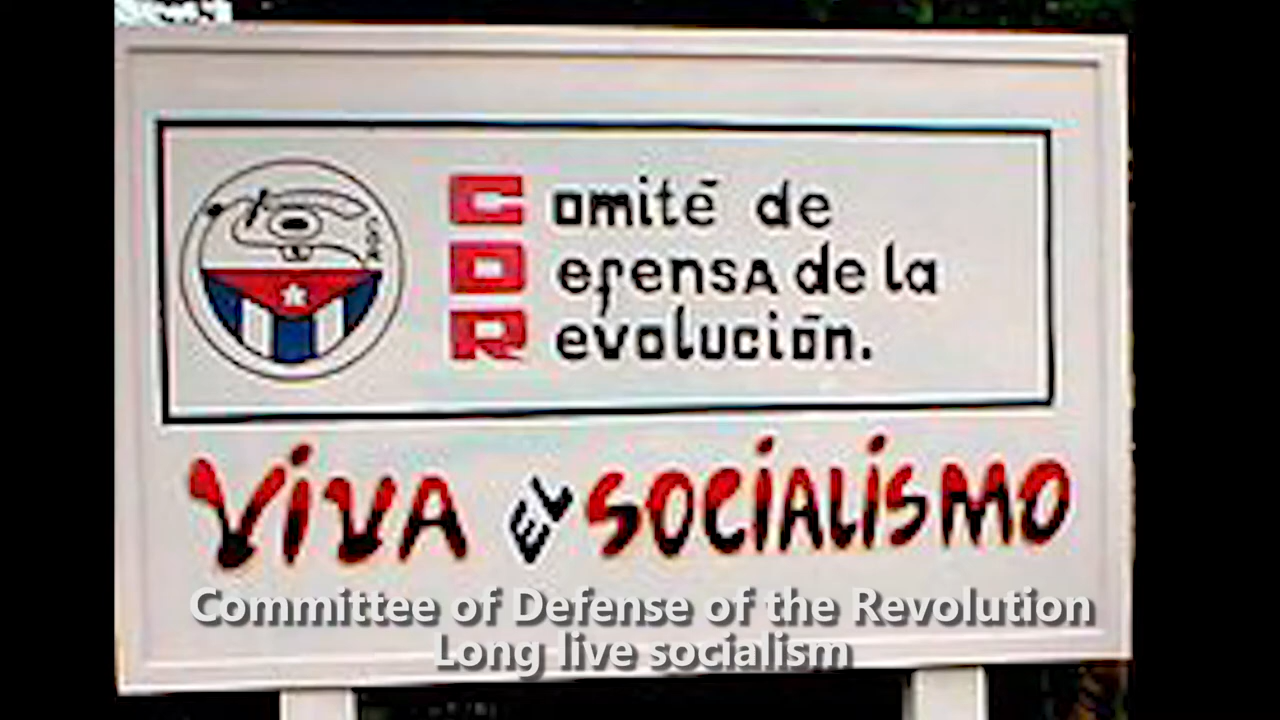 Comité de
Defensa de la
Revolución.
VIVA EL SOCIALISMO
Committee of Defense of the Revolution
Long live socialism